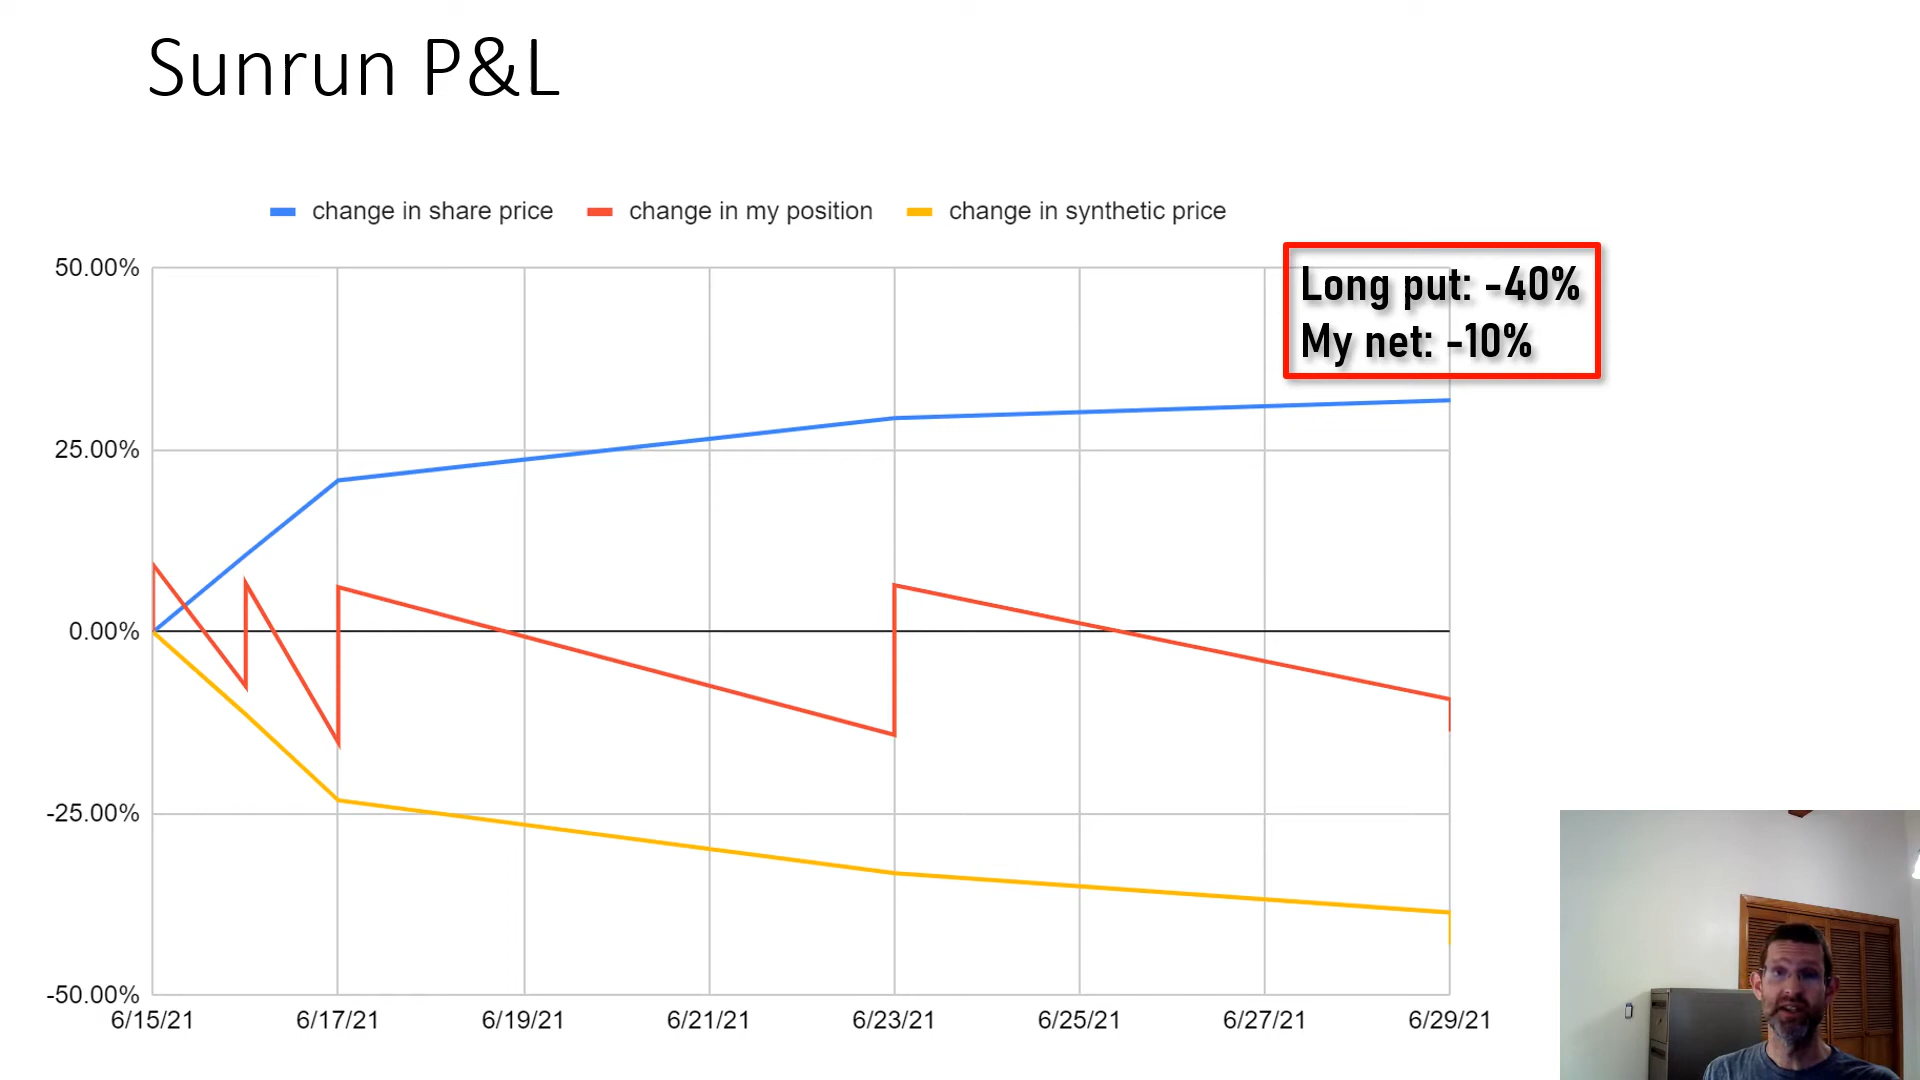 Sunrun P&L
change in share price
change in my position
change in synthetic price
Long put: -40%
My net: -10%
50.00%
25.00%
0.00%
-25.00%
-50.00%
6/15/21
6/17/21
6/19/21
6/21/21
6/23/21
6/25/21
6/27/21
6/29/21